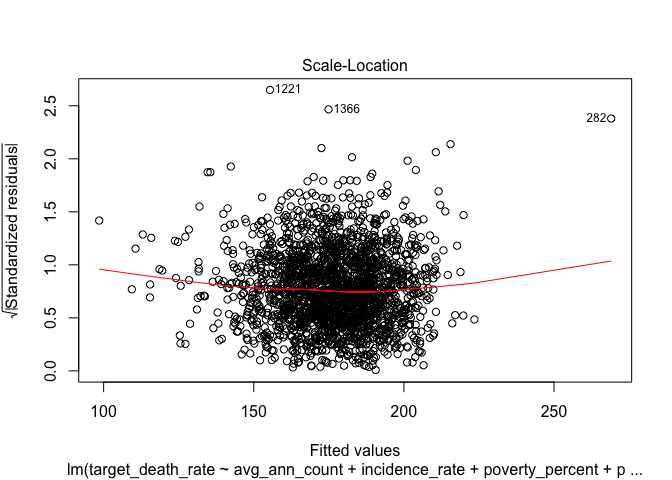 Scale-Location
√|Standardized residuals|
2.5
2.0
1.5
1.0
0.5
0.0
1221
1366
282
100 150 200 250
Fitted values
lm(target_death_rate ~ avg_ann_count + incidence_rate + poverty_percent + p ...